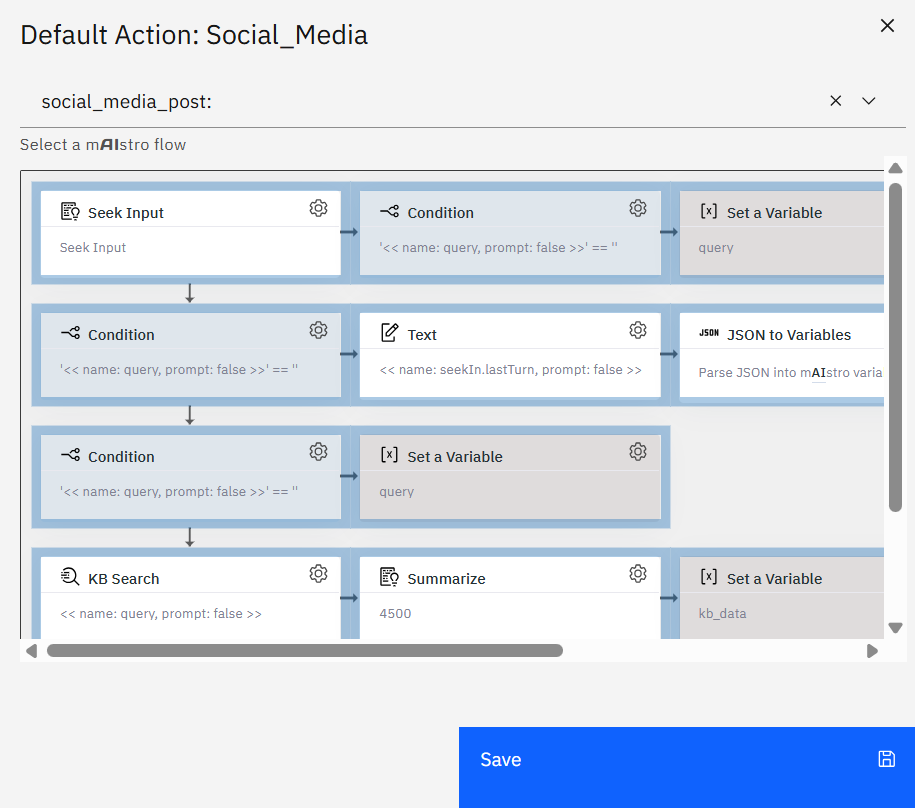 Default Action: Social_Media
social_media_post:
Select a mAIstro flow
Seek Input
Seek Input
Condition
'<< name: query, prompt: false >>' == ''
[x] Set a Variable
query
Condition
'<< name: query, prompt: false >>' == ''
Text
<< name: seekIn.lastTurn, prompt: false >>
JSON JSON to Variables
Parse JSON into mAIstro varia
Condition
'<< name: query, prompt: false >>' == ''
[x] Set a Variable
query
KB Search
<< name: query, prompt: false >>
Summarize
4500
[x] Set a Variable
kb_data
Save